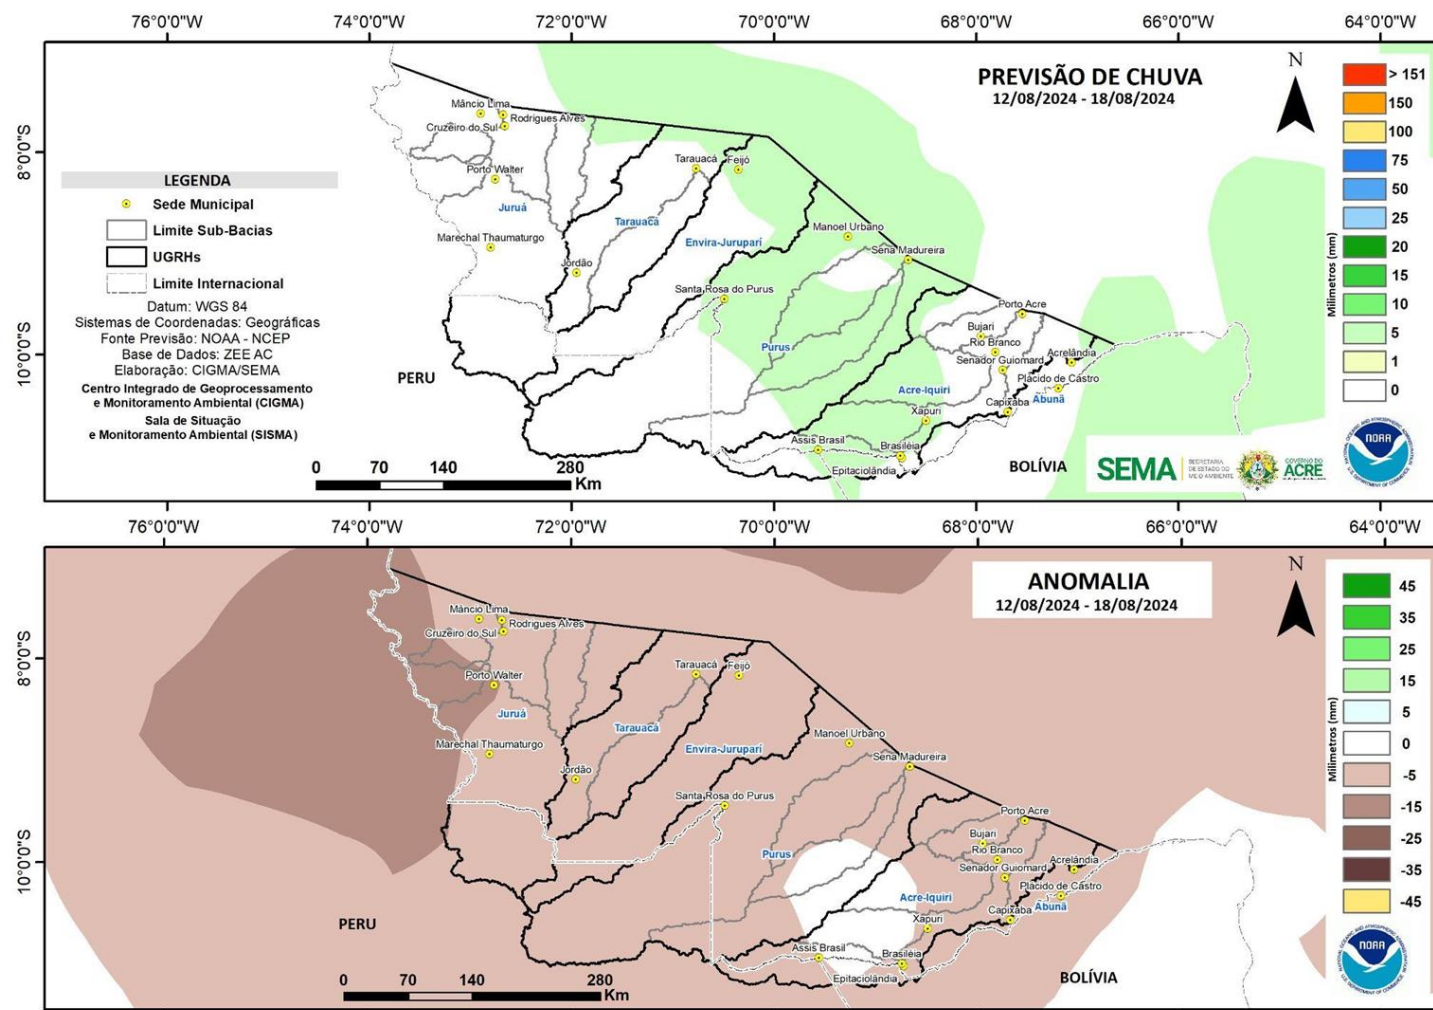 76°0'0"W 74°0'0"W 72°0'0"W 70°0'0"W 68°0'0"W 66°0'0"W 64°0'0"W
PREVISÃO DE CHUVA
12/08/2024 - 18/08/2024
N
8°0'0"S
10°0'0"S
LEGENDA
Sede Municipal
Limite Sub-Bacias
UGRHs
Limite Internacional
Datum: WGS 84
Sistemas de Coordenadas: Geográficas
Fonte Previsão: NOAA - NCEP
Base de Dados: ZEE AC
Elaboração: CIGMA/SEMA
Centro Integrado de Geoprocessamento
e Monitoramento Ambiental (CIGMA)
Sala de Situação
e Monitoramento Ambiental (SISMA)
Mâncio Lima
Rodrigues Alves
Cruzeiro do Sul
Porto Walter
Juruá
Marechal Thaumaturgo
Jordão
Tarauacá
Feijó
Tarauacá
Envira-Jurupari
Manoel Urbano
Sena Madureira
Santa Rosa do Purus
Purus
Porto Acre
Bujari
Rio Branco
Senador Guiomard
Acrelândia
Plácido de Castro
Acre-Iquiri
Abunã
Capixaba
Xapuri
Assis Brasil
Brasiléia
Epitaciolândia
PERU
BOLÍVIA
0 70 140 280
Km
Milimetros (mm)
> 151
150
100
75
50
25
20
15
10
5
1
0
SEMA
SECRETARIA
DE ESTADO DO
MEIO AMBIENTE
GOVERNO DO
ACRE
NOAA
76°0'0"W 74°0'0"W 72°0'0"W 70°0'0"W 68°0'0"W 66°0'0"W 64°0'0"W
ANOMALIA
12/08/2024 - 18/08/2024
N
8°0'0"S
10°0'0"S
Mâncio Lima
Rodrigues Alves
Cruzeiro do Sul
Porto Walter
Juruá
Marechal Thaumaturgo
Jordão
Tarauacá
Feijó
Tarauacá
Envira-Jurupari
Manoel Urbano
Sena Madureira
Santa Rosa do Purus
Purus
Porto Acre
Bujari
Rio Branco
Senador Guiomard
Acrelândia
Plácido de Castro
Acre-Iquiri
Abunã
Capixaba
Xapuri
Assis Brasil
Brasiléia
Epitaciolândia
PERU
BOLÍVIA
0 70 140 280
Km
Milimetros (mm)
45
35
25
15
5
0
-5
-15
-25
-35
-45
NOAA